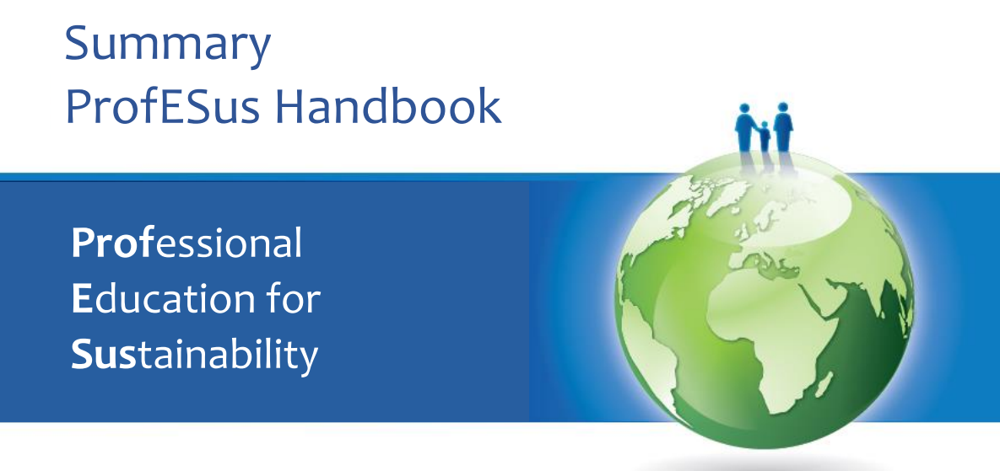 Summary
ProfESus Handbook
Professional
Education for
Sustainability